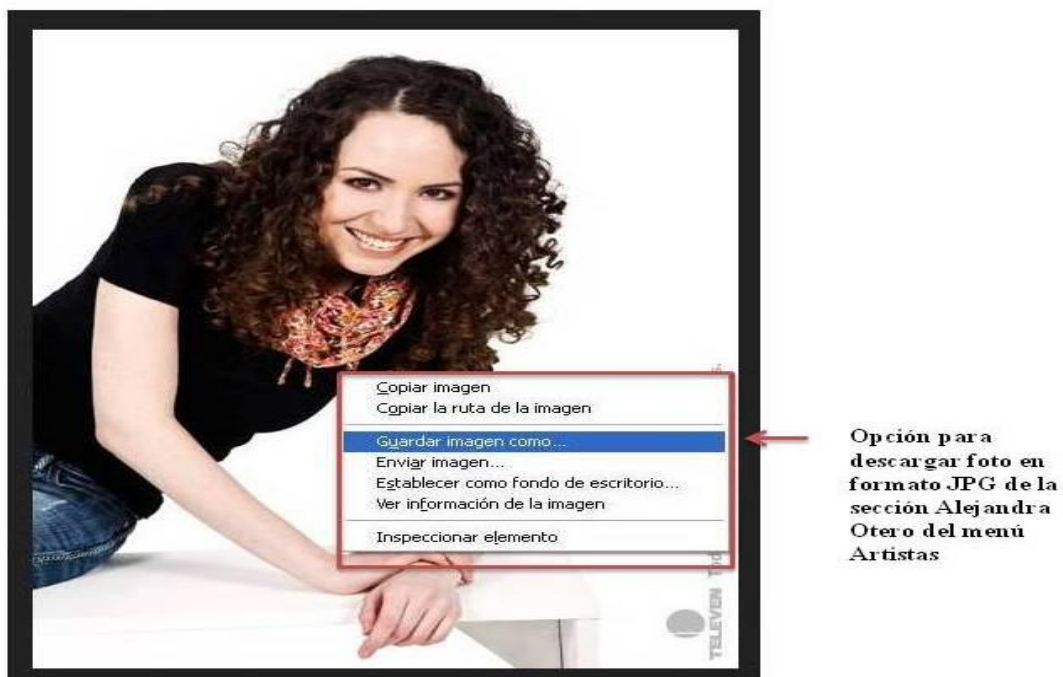 Copiar imagen
Copiar la ruta de la imagen
Guardar imagen como...
Enviar imagen...
Establecer como fondo de escritorio...
Ver información de la imagen
Inspeccionar elemento
Opción para
descargar foto en
formato JPG de la
sección Alejandra
Otero del menú
Artistas
TELEVEN